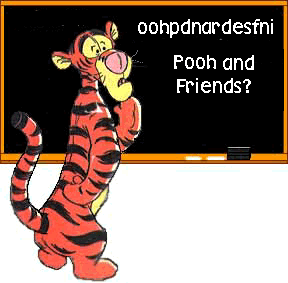 oohpdnardesfni
Pooh and
Friends?